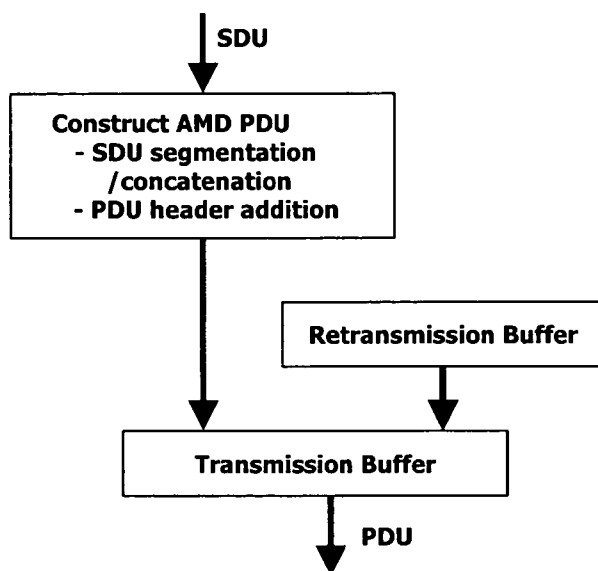 SDU
Construct AMD PDU
- SDU segmentation
/concatenation
- PDU header addition
Retransmission Buffer
Transmission Buffer
PDU